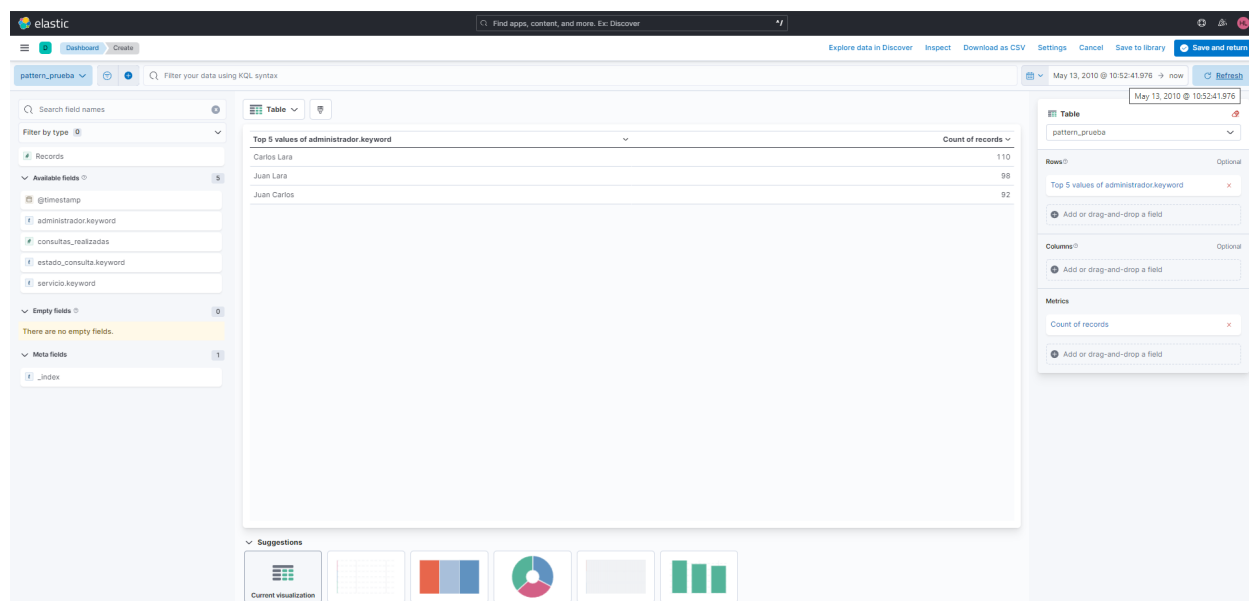 elastic
Find apps, content, and more. Ex: Discover
^/
HL
D
Dashboard
Create
Explore data in Discover
Inspect
Download as CSV
Settings
Cancel
Save to library
Save and return
pattern_prueba
Filter your data using KQL syntax
May 13, 2010 @ 10:52:41.976 → now
Refresh
May 13, 2010 @ 10:52:41.976
Search field names
Filter by type 0
Records
Available fields 5
@timestamp
administrador.keyword
consultas_realizadas
estado_consulta.keyword
servicio.keyword
Empty fields 0
There are no empty fields.
Meta fields 1
_index
Table
Top 5 values of administrador.keyword Count of records
Carlos Lara 110
Juan Lara 98
Juan Carlos 92
Suggestions
Current visualization
Table
pattern_prueba
Rows Optional
Top 5 values of administrador.keyword
Add or drag-and-drop a field
Columns Optional
Add or drag-and-drop a field
Metrics
Count of records
Add or drag-and-drop a field